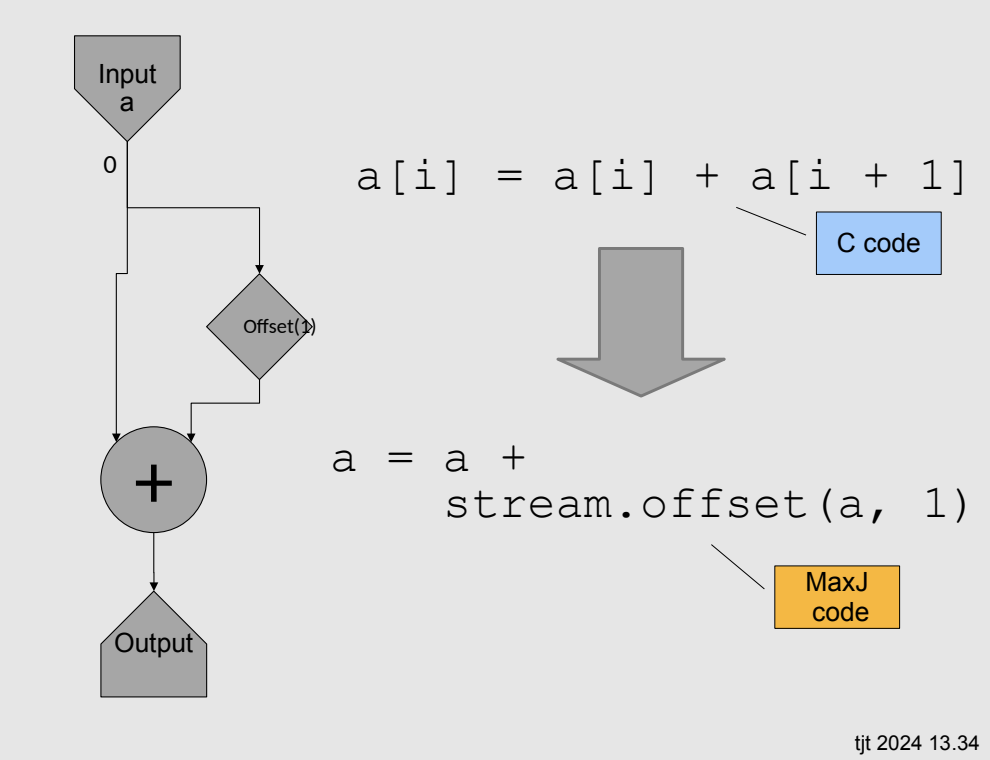 Input
a
0
a[i] = a[i] + a[i + 1]
C code
Offset(1)
a = a +
stream.offset(a, 1)
+
MaxJ
code
Output
tjt 2024 13.34